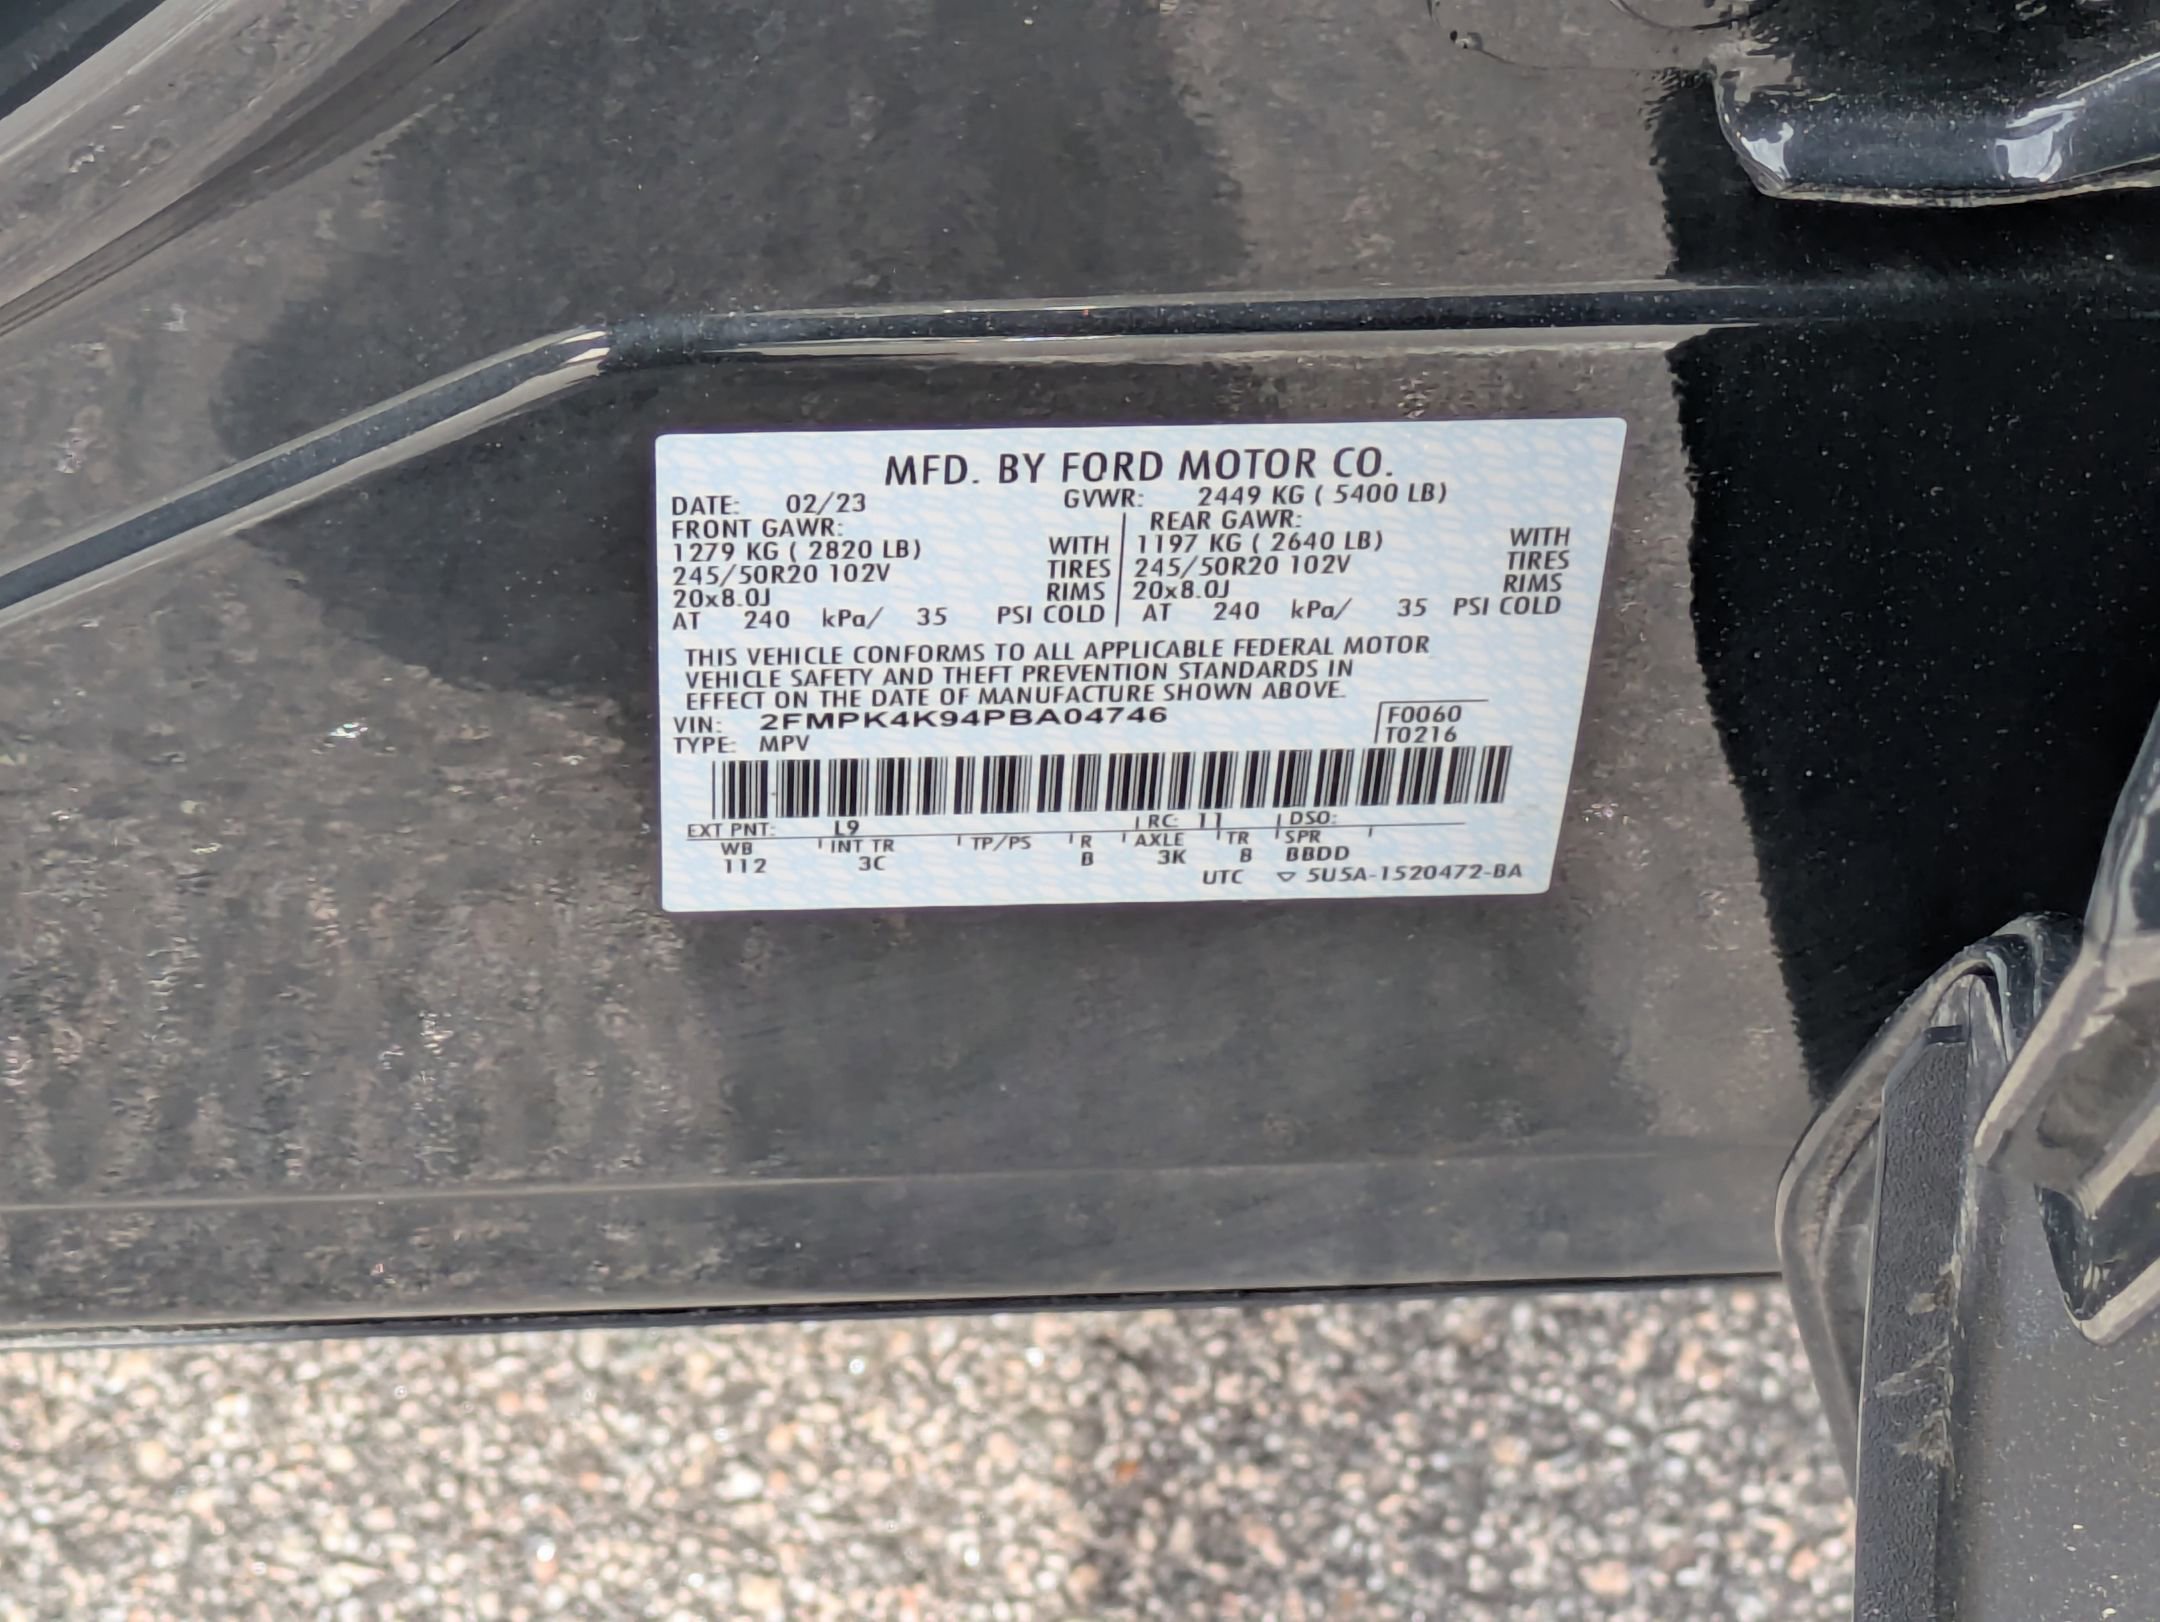 MFD. BY FORD MOTOR CO.
DATE: 02/23 GVWR: 2449 KG ( 5400 LB)
FRONT GAWR: REAR GAWR:
1279 KG ( 2820 LB) WITH 1197 KG ( 2640 LB) WITH
245/50R20 102V TIRES 245/50R20 102V TIRES
20x8.0J RIMS 20x8.0J RIMS
AT 240 kPa/ 35 PSI COLD AT 240 kPa/ 35 PSI COLD
THIS VEHICLE CONFORMS TO ALL APPLICABLE FEDERAL MOTOR
VEHICLE SAFETY AND THEFT PREVENTION STANDARDS IN
EFFECT ON THE DATE OF MANUFACTURE SHOWN ABOVE.
VIN: 2FMPK4K94PBA04746 F0060
TYPE: MPV T0216
EXT PNT: L9 RC: 11 DSO:
WB INT TR TP/PS R AXLE TR SPR
112 3C B 3K 8 BBDD
UTC ▽ 5U5A-1520472-BA